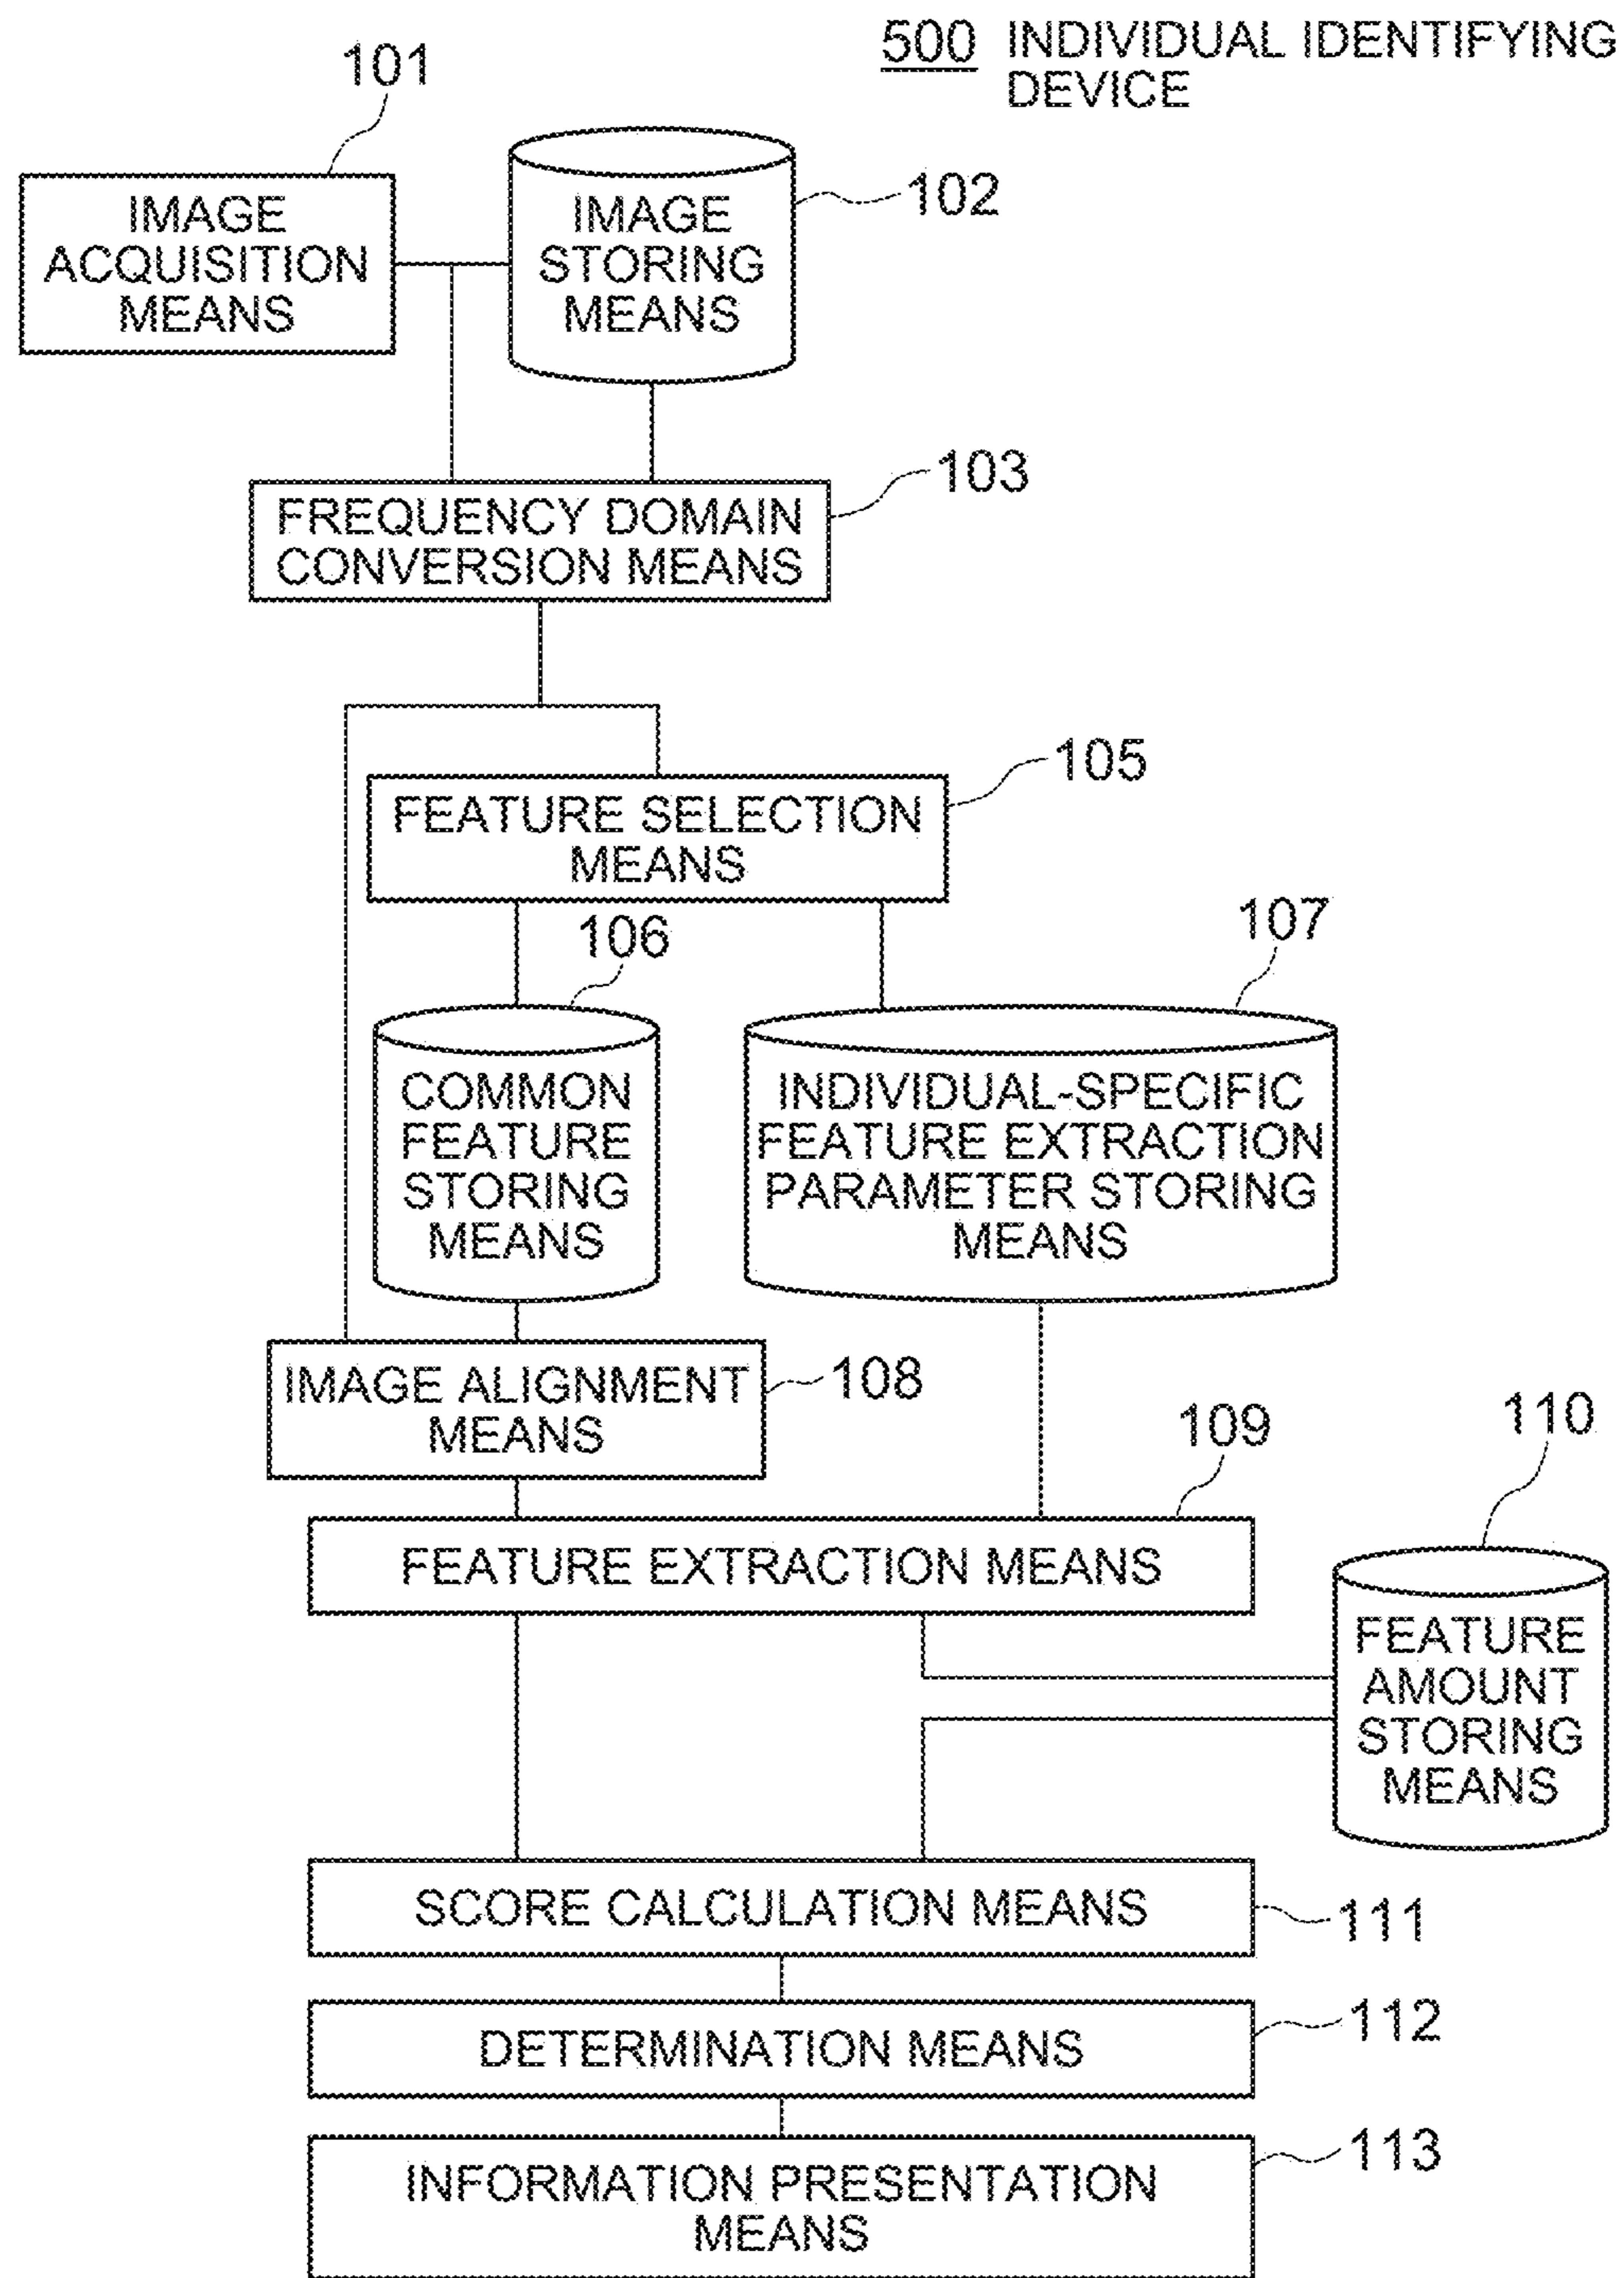 500 INDIVIDUAL IDENTIFYING
DEVICE
101
IMAGE
ACQUISITION
MEANS
102
IMAGE
STORING
MEANS
103
FREQUENCY DOMAIN
CONVERSION MEANS
105
FEATURE SELECTION
MEANS
106
107
COMMON
FEATURE
STORING
MEANS
INDIVIDUAL-SPECIFIC
FEATURE EXTRACTION
PARAMETER STORING
MEANS
108
IMAGE ALIGNMENT
MEANS
109
110
FEATURE EXTRACTION MEANS
FEATURE
AMOUNT
STORING
MEANS
SCORE CALCULATION MEANS
111
DETERMINATION MEANS
112
INFORMATION PRESENTATION
MEANS
113